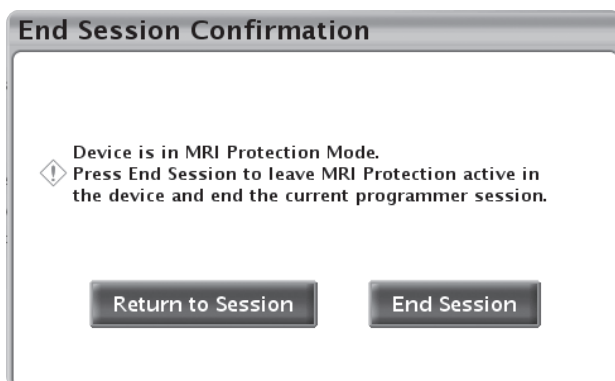 End Session Confirmation
Device is in MRI Protection Mode.
Press End Session to leave MRI Protection active in
the device and end the current programmer session.
Return to Session
End Session